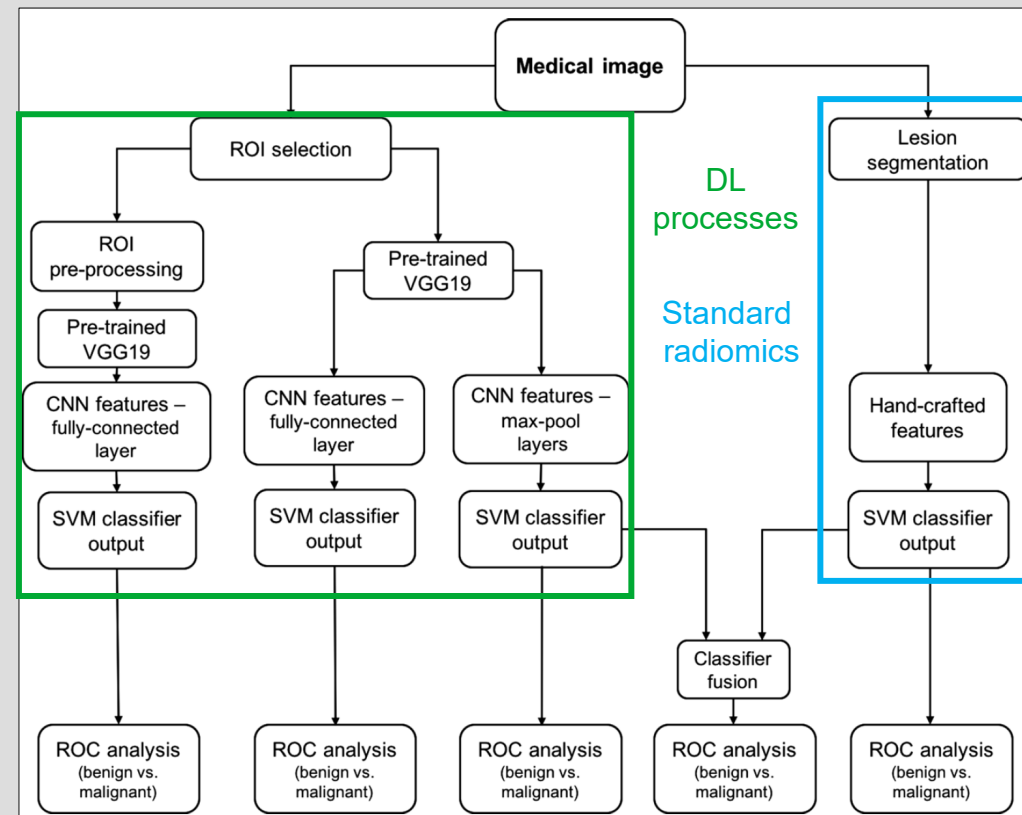 Medical image
ROI selection
Lesion
segmentation
DL
processes
ROI
pre-processing
Pre-trained
VGG19
Standard
radiomics
Pre-trained
VGG19
CNN features –
fully-connected
layer
CNN features –
fully-connected
layer
CNN features –
max-pool
layers
Hand-crafted
features
SVM classifier
output
SVM classifier
output
SVM classifier
output
SVM classifier
output
Classifier
fusion
ROC analysis
(benign vs.
malignant)
ROC analysis
(benign vs.
malignant)
ROC analysis
(benign vs.
malignant)
ROC analysis
(benign vs.
malignant)
ROC analysis
(benign vs.
malignant)